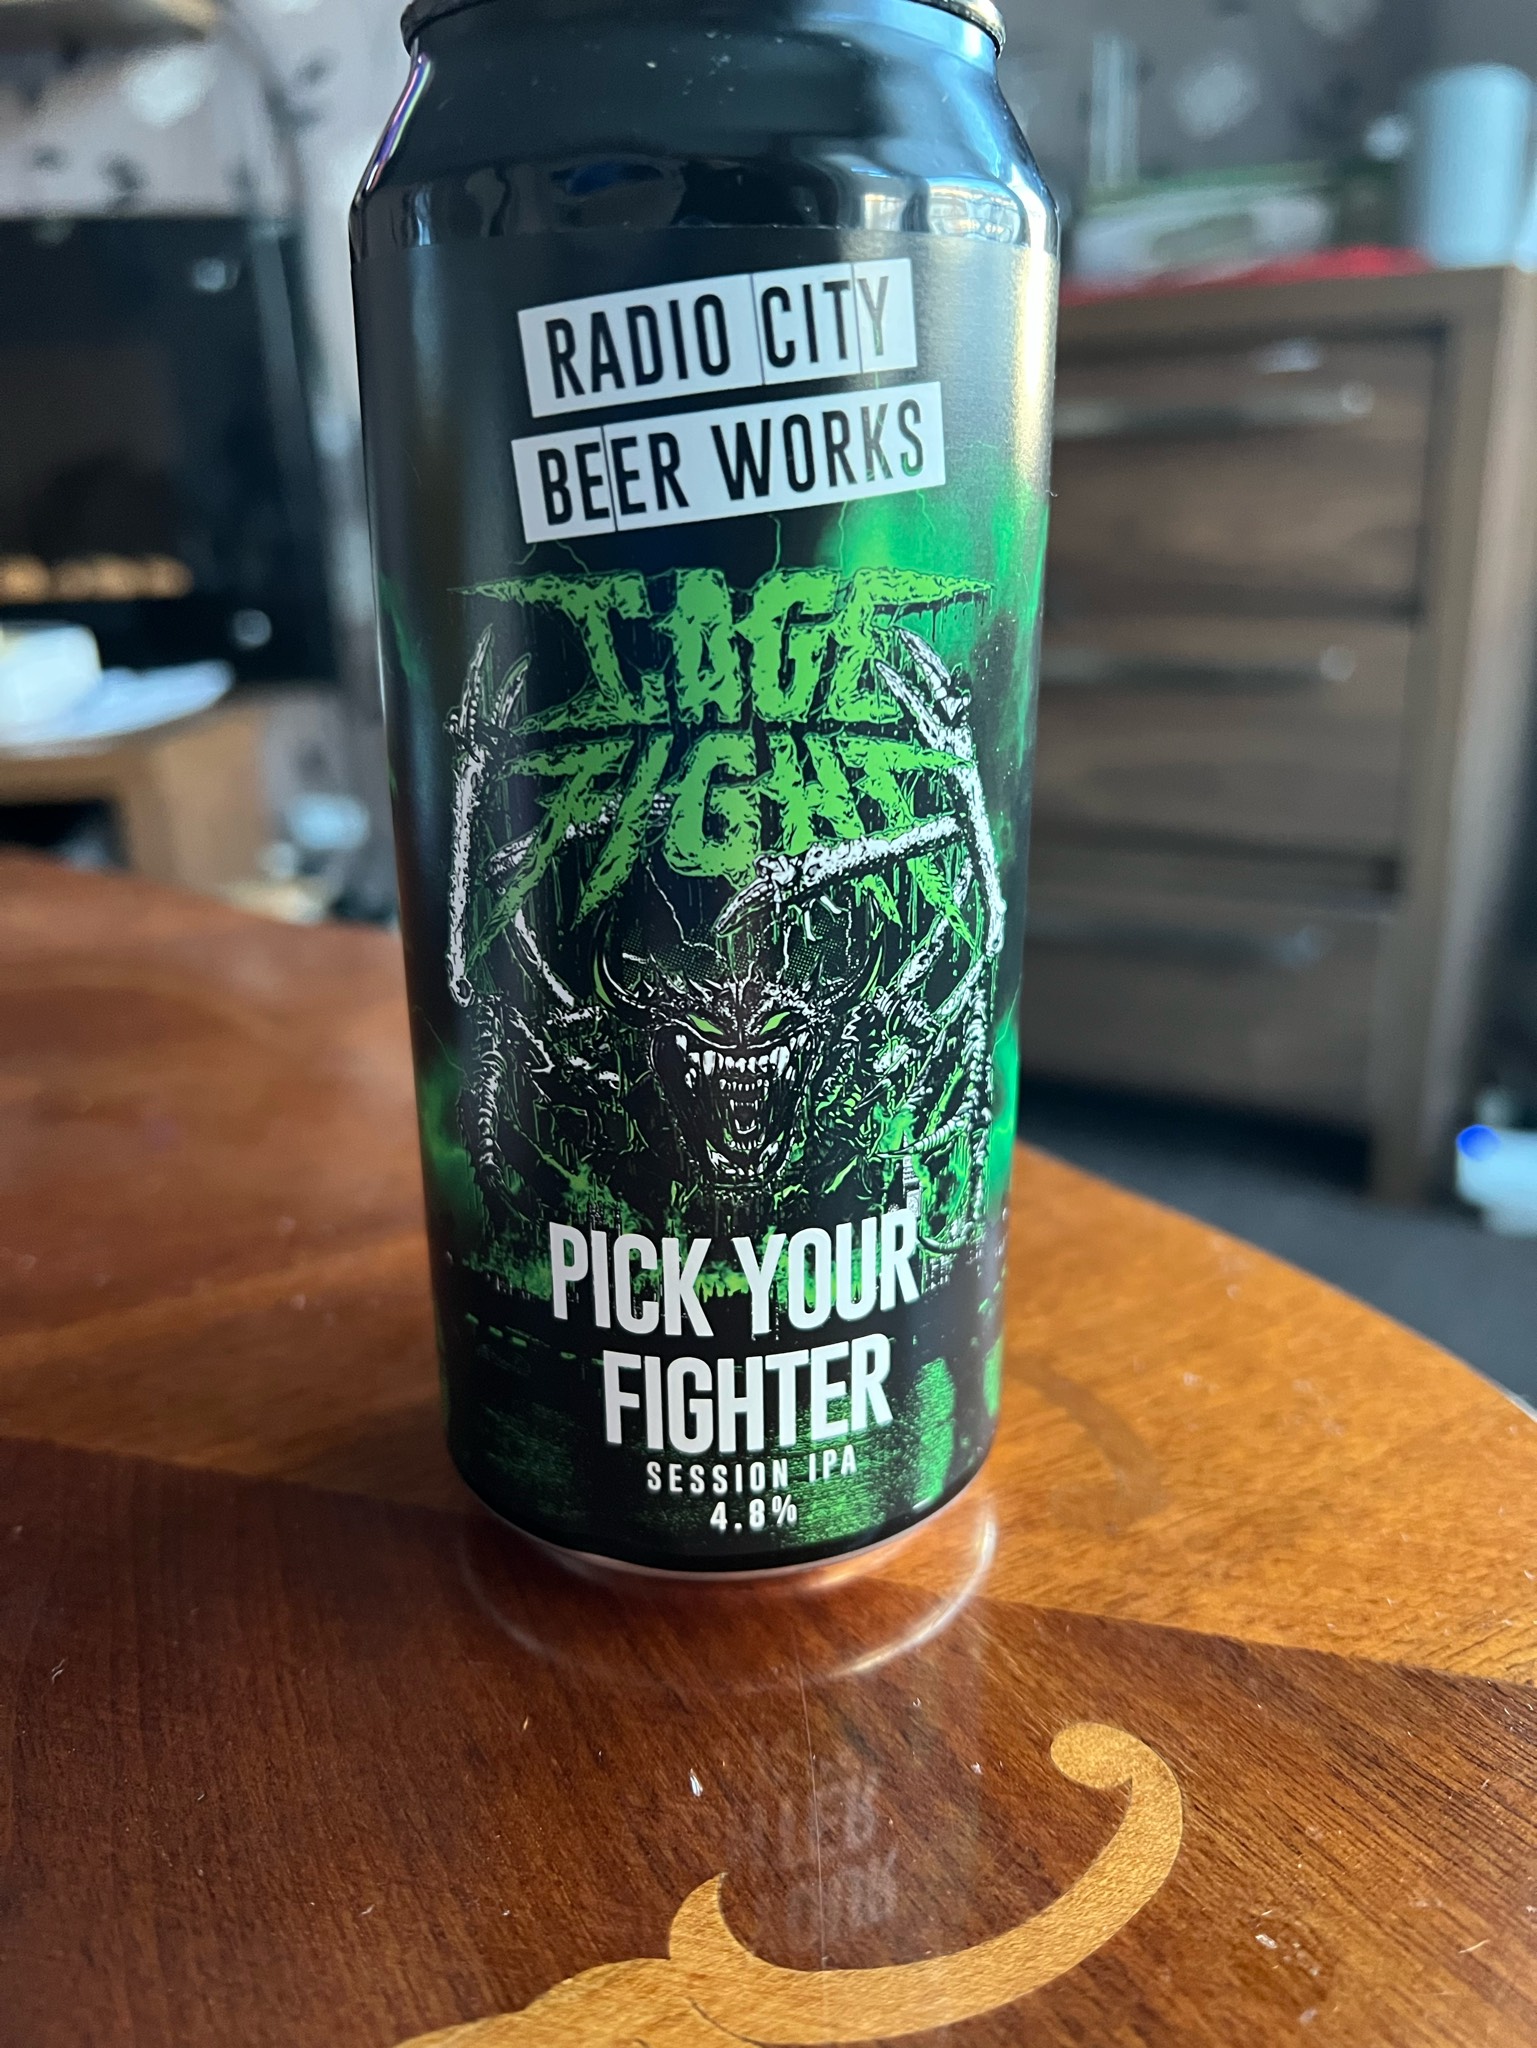 RADIO CITY
BEER WORKS
CAGE
FIGHT
PICK YOUR
FIGHTER
SESSION IPA
4.8%